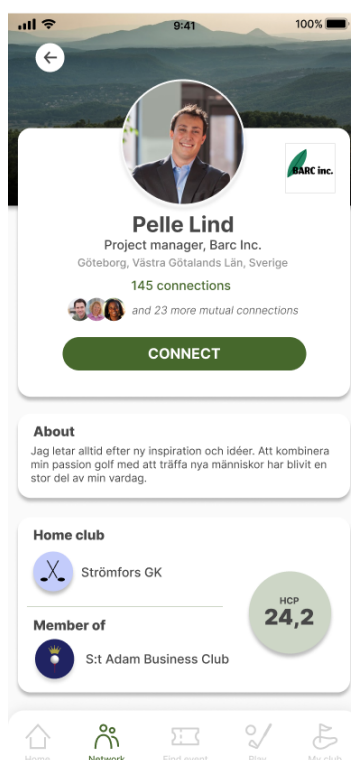 9:41
100%
BARC inc.
Pelle Lind
Project manager, Barc Inc.
Göteborg, Västra Götalands Län, Sverige
145 connections
and 23 more mutual connections
CONNECT
About
Jag letar alltid efter ny inspiration och idéer. Att kombinera
min passion golf med att träffa nya människor har blivit en
stor del av min vardag.
Home club
Strömfors GK
HCP
24,2
Member of
S:t Adam Business Club
Home
Network
Find event
Play
My club